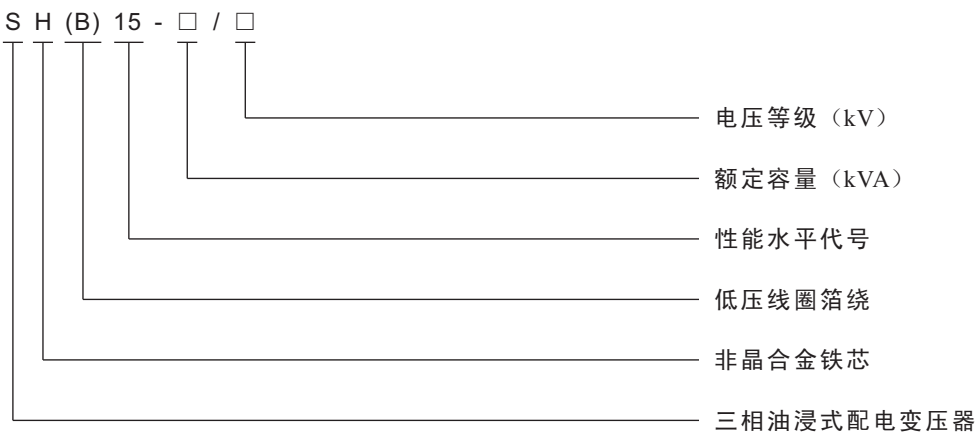 S H (B) 15 - □ / □
电压等级（kV）
额定容量（kVA）
性能水平代号
低压线圈箔绕
非晶合金铁芯
三相油浸式配电变压器